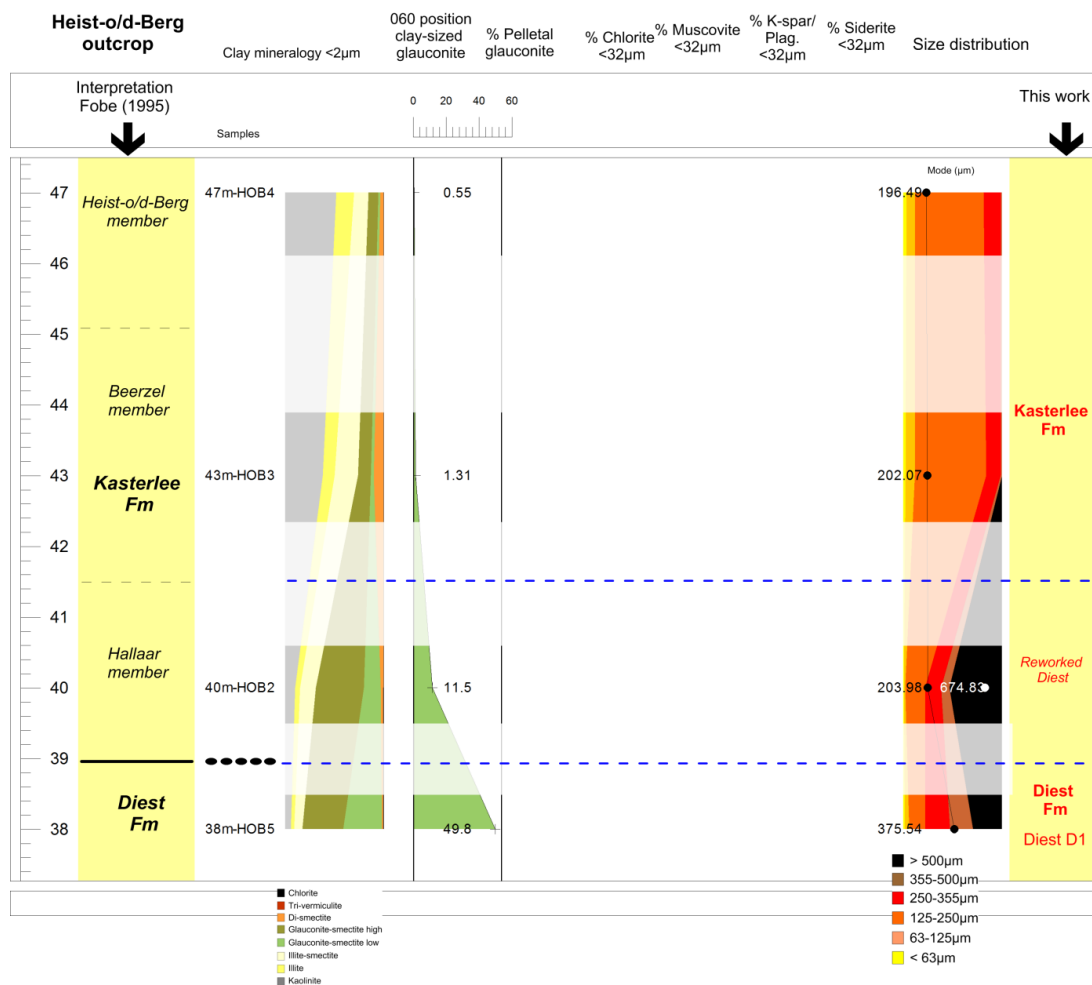 Heist-o/d-Berg
outcrop
Clay mineralogy <2µm
060 position
clay-sized
glauconite
% Pelletal
glauconite
% Chlorite
<32µm
% Muscovite
<32µm
% K-spar/
Plag.
<32µm
% Siderite
<32µm
Size distribution
Interpretation
Fobe (1995)
Samples
0 20 40 60
This work
Mode (µm)
47
46
45
44
43
42
41
40
39
38
Heist-o/d-Berg
member
Beerzel
member
Kasterlee
Fm
Hallaar
member
Diest
Fm
47m-HOB4
43m-HOB3
40m-HOB2
38m-HOB5
0.55
1.31
11.5
49.8
196.49
202.07
203.98
674.83
375.54
Kasterlee
Fm
Reworked
Diest
Diest
Fm
Diest D1
Chlorite
Tri-vermiculite
Di-smectite
Glauconite-smectite high
Glauconite-smectite low
Illite-smectite
Illite
Kaolinite
> 500µm
355-500µm
250-355µm
125-250µm
63-125µm
< 63µm